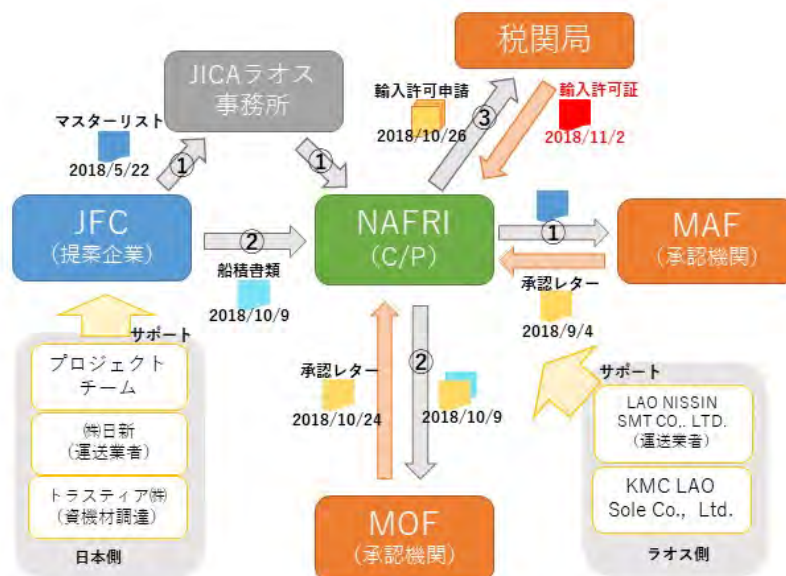 税関局
JICAラオス
事務所
輸入許可申請
2018/10/26
③
輸入許可証
2018/11/2
マスターリスト
2018/5/22
①
①
JFC
(提案企業)
②
船積書類
2018/10/9
NAFRI
(C/P)
①
MAF
(承認機関)
承認レター
2018/9/4
サポート
プロジェクト
チーム
㈱日新
(運送業者)
トラスティア㈱
(資機材調達)
日本側
承認レター
2018/10/24
②
2018/10/9
MOF
(承認機関)
サポート
LAO NISSIN
SMT CO,. LTD.
(運送業者)
KMC LAO
Sole Co., Ltd.
ラオス側